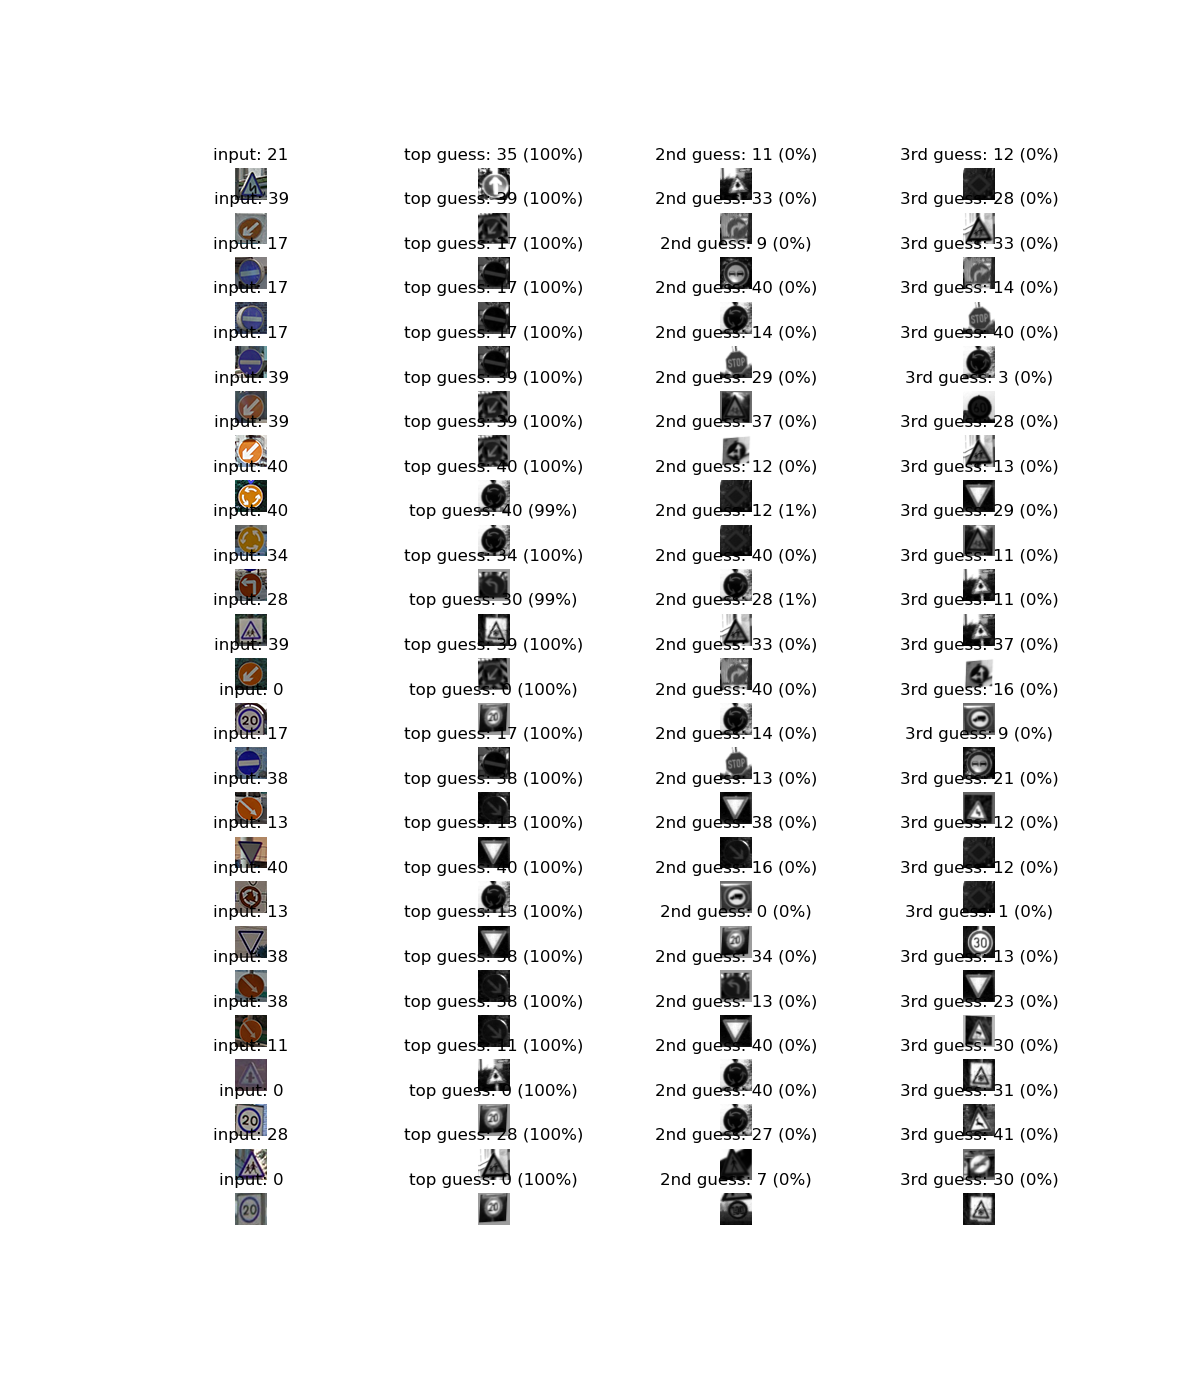 input: 21 top guess: 35 (100%) 2nd guess: 11 (0%) 3rd guess: 12 (0%)
input: 39 top guess: 39 (100%) 2nd guess: 33 (0%) 3rd guess: 28 (0%)
input: 17 top guess: 17 (100%) 2nd guess: 9 (0%) 3rd guess: 33 (0%)
input: 17 top guess: 17 (100%) 2nd guess: 40 (0%) 3rd guess: 14 (0%)
STOP
input: 17 top guess: 17 (100%) 2nd guess: 14 (0%) 3rd guess: 40 (0%)
STOP
input: 39 top guess: 39 (100%) 2nd guess: 29 (0%) 3rd guess: 3 (0%)
input: 39 top guess: 39 (100%) 2nd guess: 37 (0%) 3rd guess: 28 (0%)
input: 40 top guess: 40 (100%) 2nd guess: 12 (0%) 3rd guess: 13 (0%)
input: 40 top guess: 40 (99%) 2nd guess: 12 (1%) 3rd guess: 29 (0%)
input: 34 top guess: 34 (100%) 2nd guess: 40 (0%) 3rd guess: 11 (0%)
input: 28 top guess: 30 (99%) 2nd guess: 28 (1%) 3rd guess: 11 (0%)
input: 39 top guess: 39 (100%) 2nd guess: 33 (0%) 3rd guess: 37 (0%)
input: 0 top guess: 0 (100%) 2nd guess: 40 (0%) 3rd guess: 16 (0%)
20 20
input: 17 top guess: 17 (100%) 2nd guess: 14 (0%) 3rd guess: 9 (0%)
STOP
input: 38 top guess: 38 (100%) 2nd guess: 13 (0%) 3rd guess: 21 (0%)
input: 13 top guess: 13 (100%) 2nd guess: 38 (0%) 3rd guess: 12 (0%)
input: 40 top guess: 40 (100%) 2nd guess: 16 (0%) 3rd guess: 12 (0%)
input: 13 top guess: 13 (100%) 2nd guess: 0 (0%) 3rd guess: 1 (0%)
20 30
input: 38 top guess: 38 (100%) 2nd guess: 34 (0%) 3rd guess: 13 (0%)
input: 38 top guess: 38 (100%) 2nd guess: 13 (0%) 3rd guess: 23 (0%)
input: 11 top guess: 11 (100%) 2nd guess: 40 (0%) 3rd guess: 30 (0%)
input: 0 top guess: 0 (100%) 2nd guess: 40 (0%) 3rd guess: 31 (0%)
20 20
input: 28 top guess: 28 (100%) 2nd guess: 27 (0%) 3rd guess: 41 (0%)
input: 0 top guess: 0 (100%) 2nd guess: 7 (0%) 3rd guess: 30 (0%)
20 20